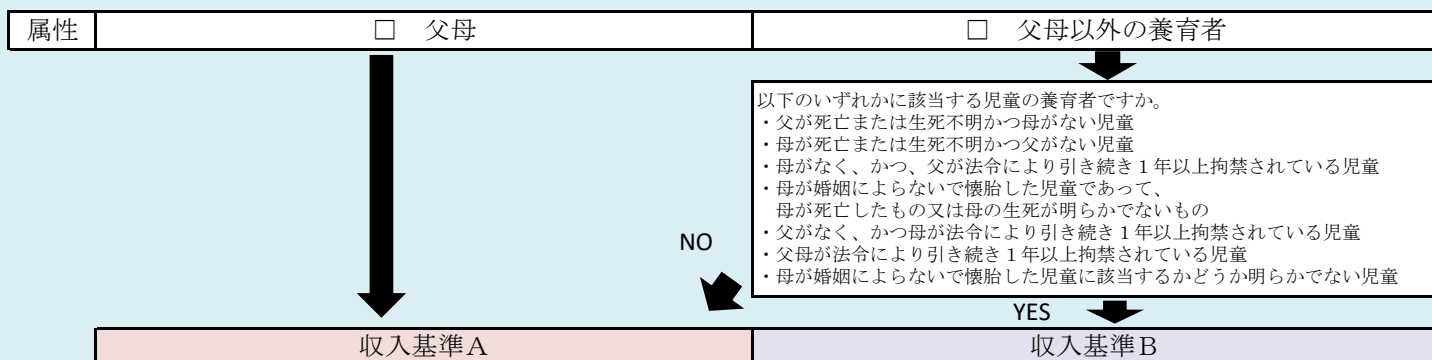 属性
□　父母
□　父母以外の養育者
以下のいずれかに該当する児童の養育者ですか。
・父が死亡または生死不明かつ母がない児童
・母が死亡または生死不明かつ父がない児童
・母がなく、かつ、父が法令により引き続き１年以上拘禁されている児童
・母が婚姻によらないで懐胎した児童であって、
　母が死亡したもの又は母の生死が明らかでないもの
・父がなく、かつ母が法令により引き続き１年以上拘禁されている児童
・父母が法令により引き続き１年以上拘禁されている児童
・母が婚姻によらないで懐胎した児童に該当するかどうか明らかでない児童
NO
YES
収入基準Ａ
収入基準Ｂ